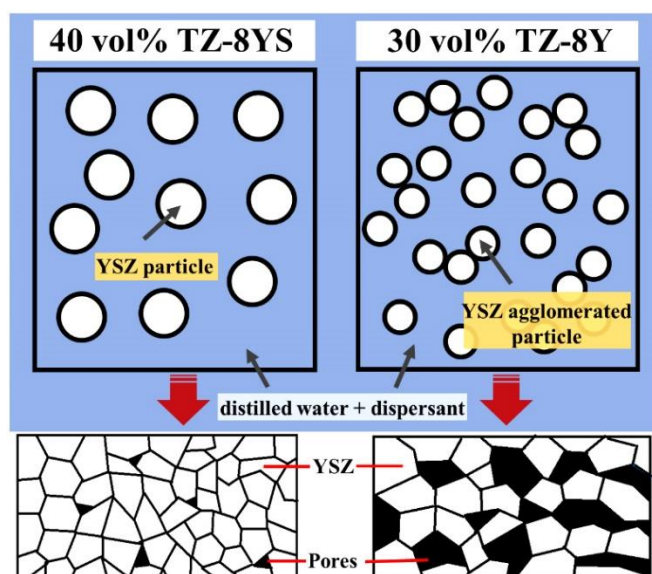 40 vol% TZ-8YS
30 vol% TZ-8Y
YSZ particle
YSZ agglomerated
particle
distilled water + dispersant
YSZ
Pores